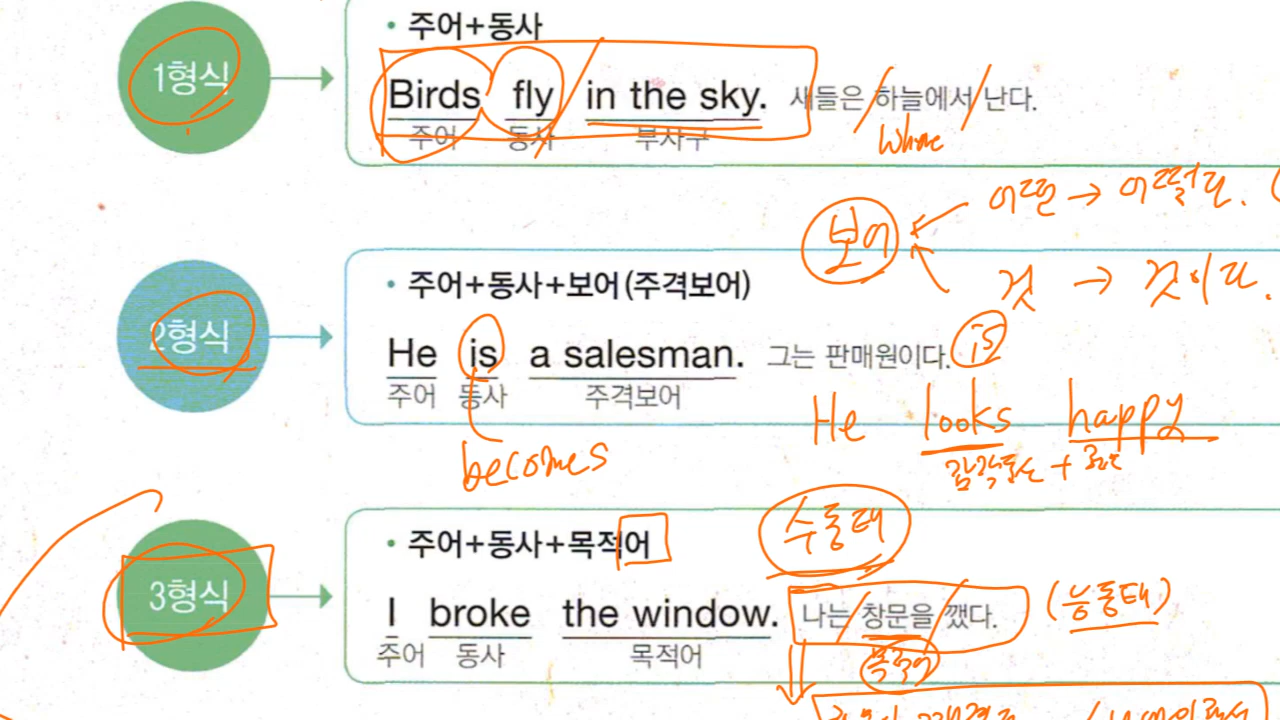 • 주어+동사
1형식
Birds fly in the sky. 새들은 하늘에서 난다.
주어 동사 부사구
where
어떤 → 어떻다.
보어
것 → 것이다.
• 주어+동사+보어(주격보어)
2형식
He is a salesman. 그는 판매원이다. is
주어 동사 주격보어
He looks happy
becomes
감각동사 +
수동태
• 주어+동사+목적어
3형식
I broke the window. 나는 창문을 깼다. (능동태)
주어 동사 목적어
목적어